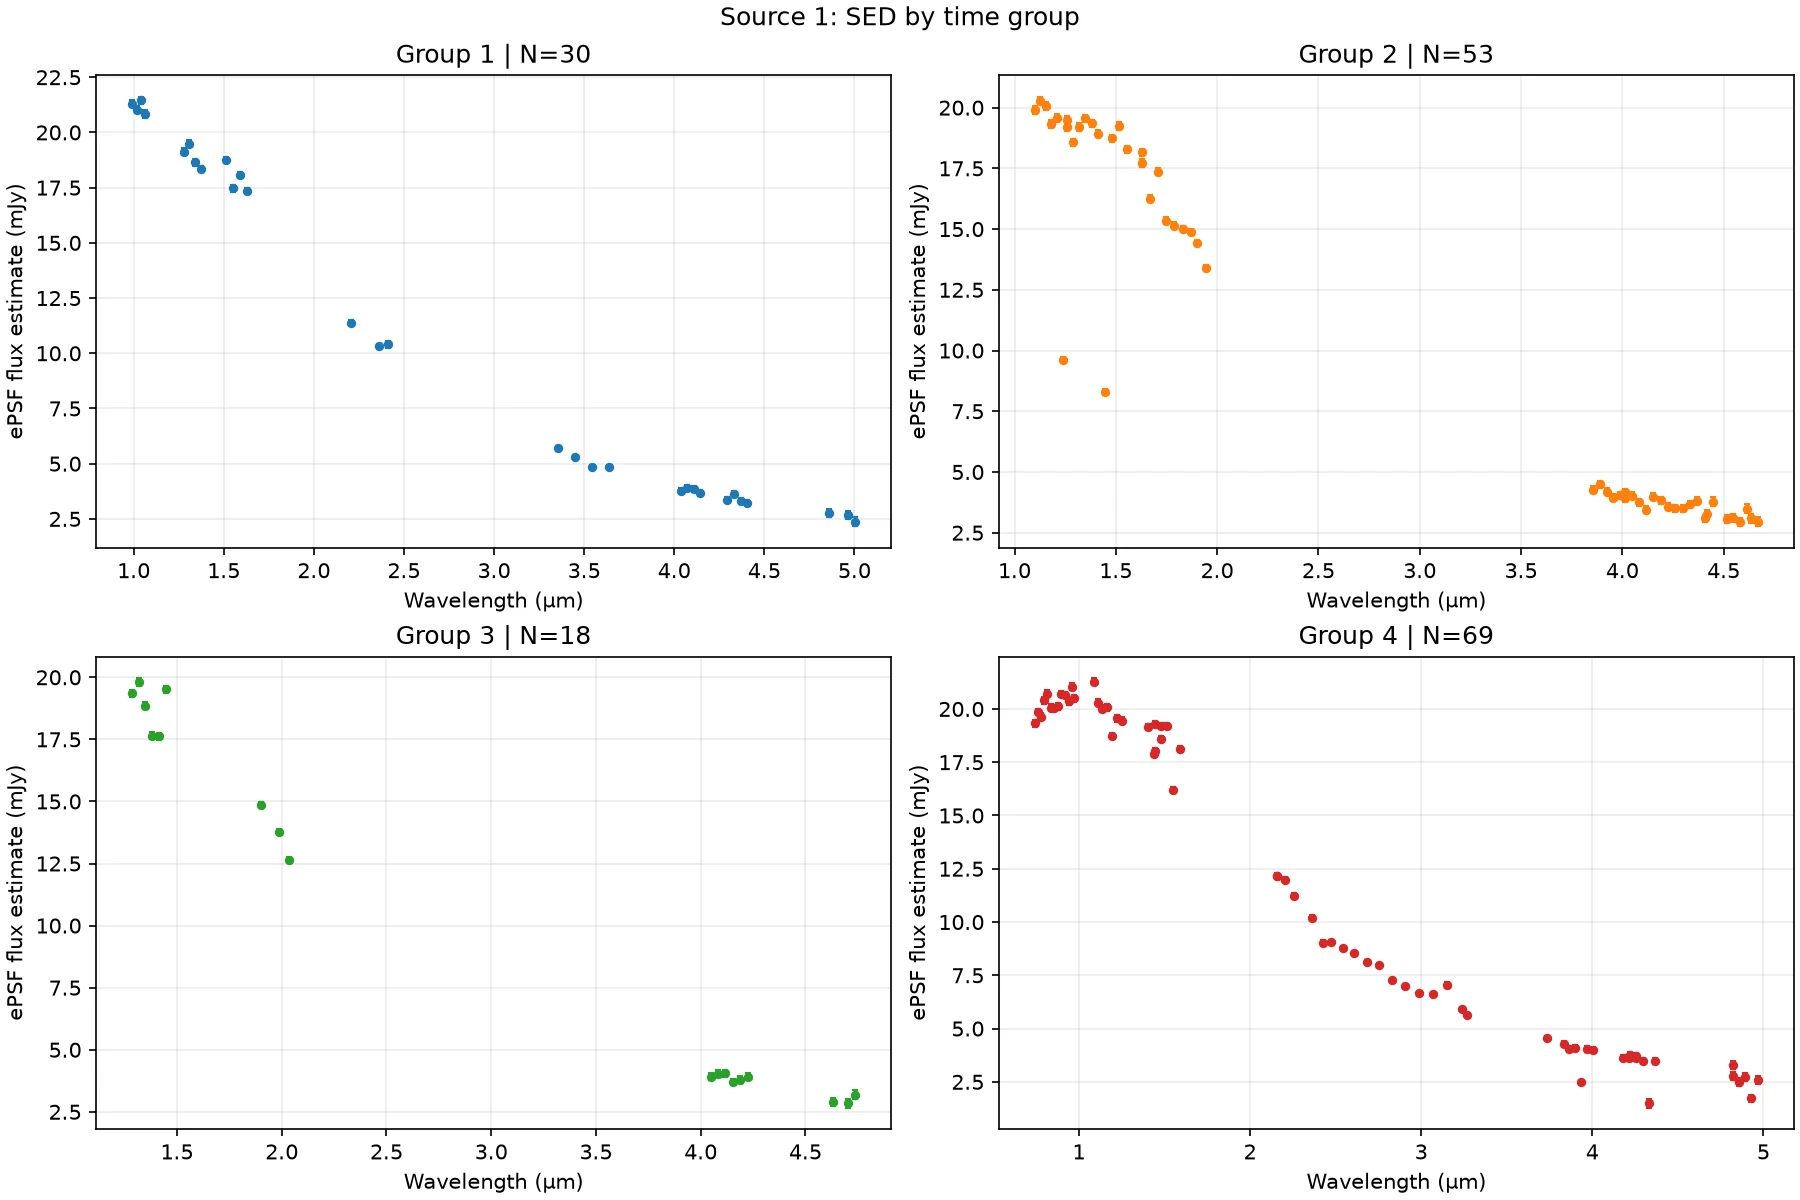 Source 1: SED by time group
Group 1 | N=30
ePSF flux estimate (mJy)
22.5
20.0
17.5
15.0
12.5
10.0
7.5
5.0
2.5
1.0 1.5 2.0 2.5 3.0 3.5 4.0 4.5 5.0
Wavelength (μm)
Group 2 | N=53
ePSF flux estimate (mJy)
20.0
17.5
15.0
12.5
10.0
7.5
5.0
2.5
1.0 1.5 2.0 2.5 3.0 3.5 4.0 4.5
Wavelength (μm)
Group 3 | N=18
ePSF flux estimate (mJy)
20.0
17.5
15.0
12.5
10.0
7.5
5.0
2.5
1.5 2.0 2.5 3.0 3.5 4.0 4.5
Wavelength (μm)
Group 4 | N=69
ePSF flux estimate (mJy)
20.0
17.5
15.0
12.5
10.0
7.5
5.0
2.5
1 2 3 4 5
Wavelength (μm)